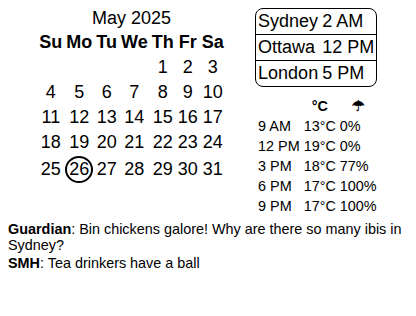 May 2025
Su Mo Tu We Th Fr Sa
1 2 3
4 5 6 7 8 9 10
11 12 13 14 15 16 17
18 19 20 21 22 23 24
25 26 27 28 29 30 31
Sydney 2 AM
Ottawa 12 PM
London 5 PM
°C ☂
9 AM 13°C 0%
12 PM 19°C 0%
3 PM 18°C 77%
6 PM 17°C 100%
9 PM 17°C 100%
Guardian: Bin chickens galore! Why are there so many ibis in
Sydney?
SMH: Tea drinkers have a ball